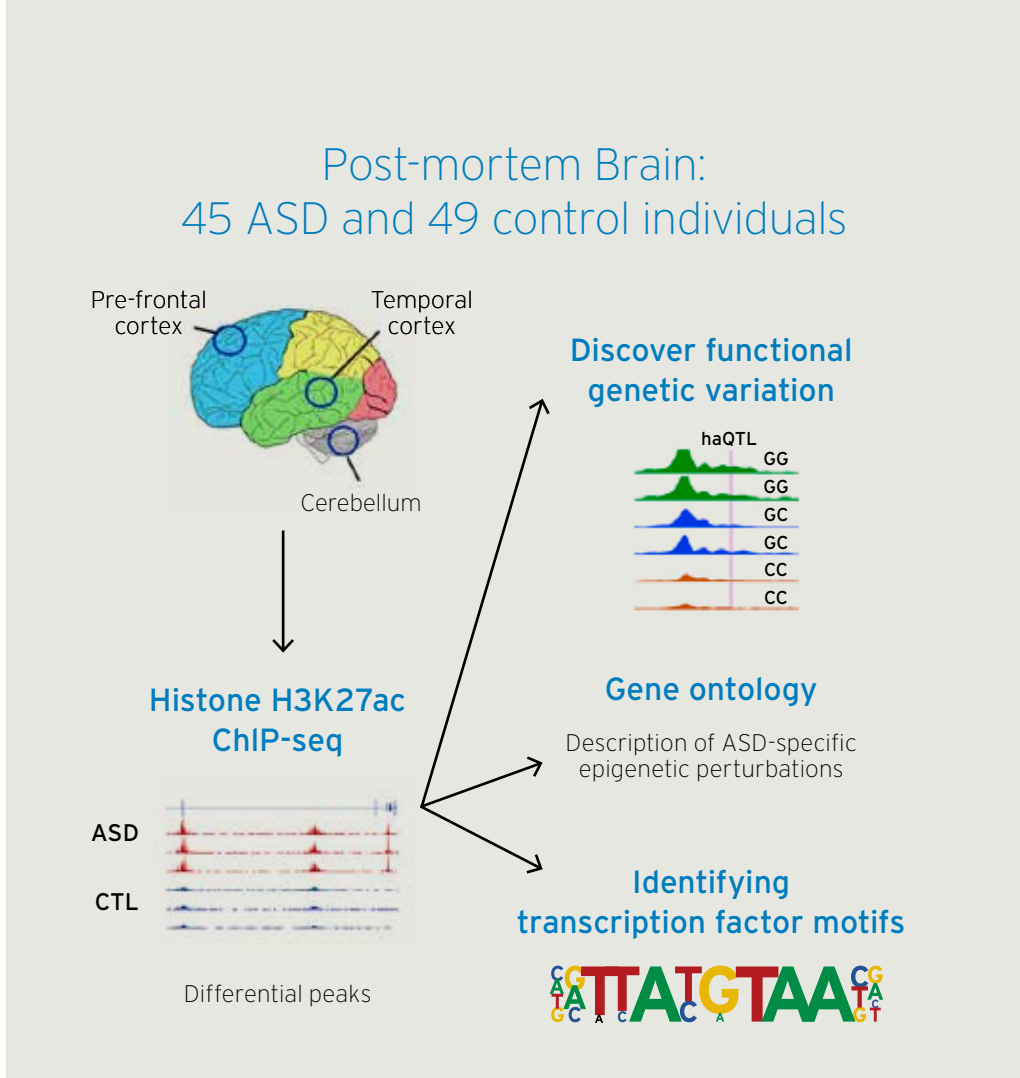 Post-mortem Brain:
45 ASD and 49 control individuals
Pre-frontal
cortex
Temporal
cortex
Cerebellum
Histone H3K27ac
ChIP-seq
ASD
CTL
Differential peaks
Discover functional
genetic variation
haQTL
GG
GG
GC
GC
CC
CC
Gene ontology
Description of ASD-specific
epigenetic perturbations
Identifying
transcription factor motifs
TTATGTAA